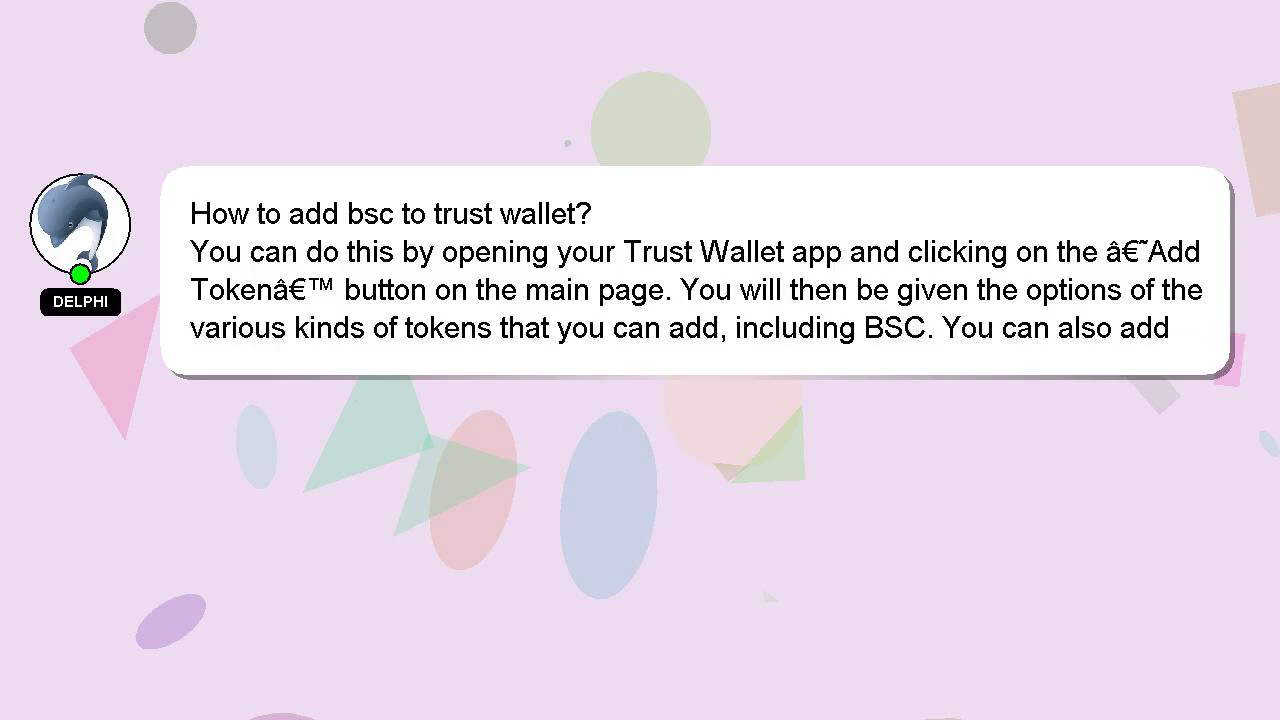 How to add bsc to trust wallet?
You can do this by opening your Trust Wallet app and clicking on the â€˜Add
Tokenâ€™ button on the main page. You will then be given the options of the
various kinds of tokens that you can add, including BSC. You can also add
DELPHI